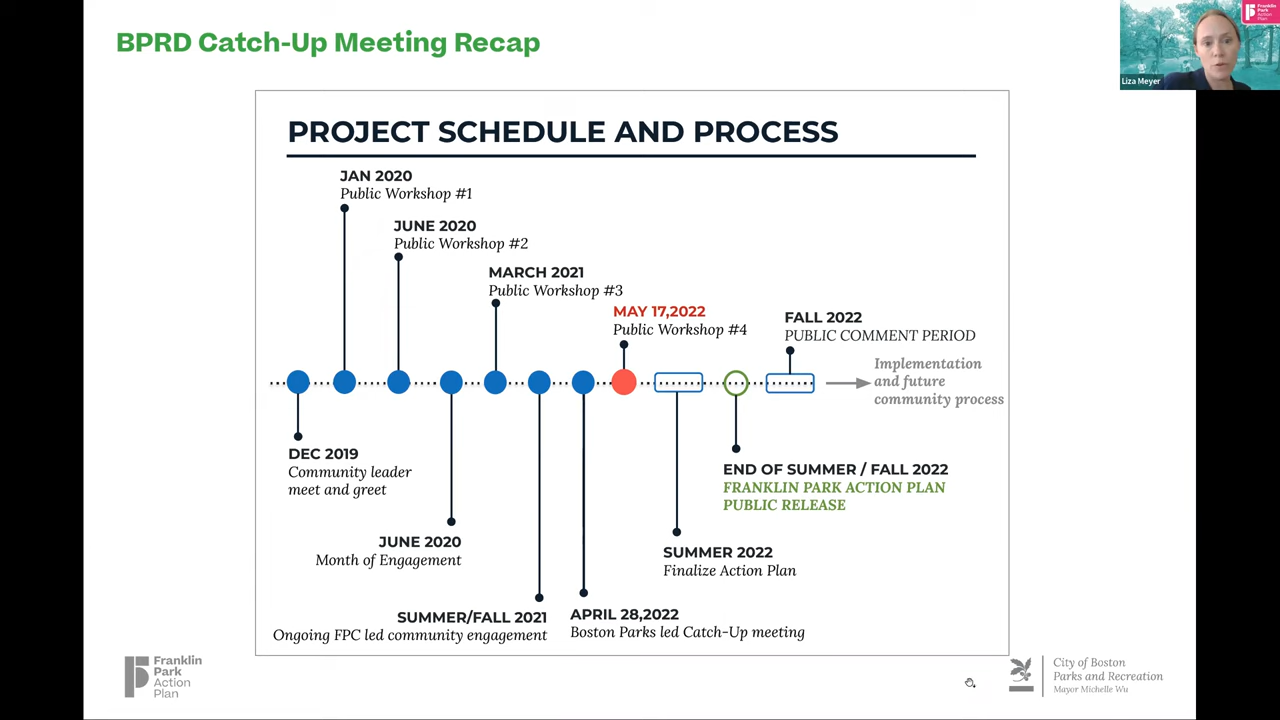 BPRD Catch-Up Meeting Recap
Franklin
Park
Action
Plan
Liza Meyer
PROJECT SCHEDULE AND PROCESS
JAN 2020
Public Workshop #1
JUNE 2020
Public Workshop #2
MARCH 2021
Public Workshop #3
MAY 17,2022
Public Workshop #4
FALL 2022
PUBLIC COMMENT PERIOD
Implementation
and future
community process
DEC 2019
Community leader
meet and greet
END OF SUMMER / FALL 2022
FRANKLIN PARK ACTION PLAN
PUBLIC RELEASE
JUNE 2020
Month of Engagement
SUMMER 2022
Finalize Action Plan
SUMMER/FALL 2021
Ongoing FPC led community engagement
APRIL 28,2022
Boston Parks led Catch-Up meeting
Franklin
Park
Action
Plan
City of Boston
Parks and Recreation
Mayor Michelle Wu